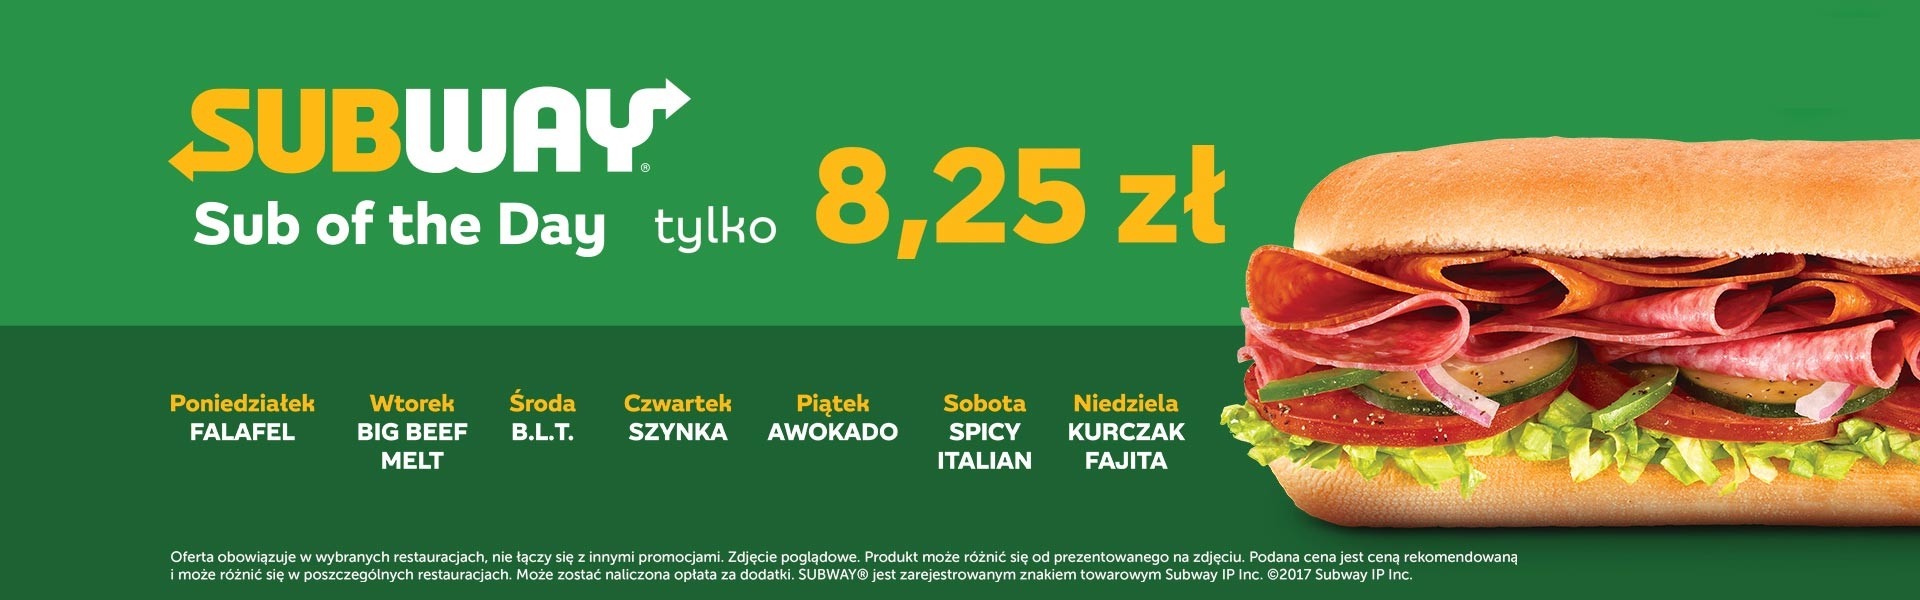 SUBWAY®
Sub of the Day tylko 8,25 zł
Poniedziałek
FALAFEL
Wtorek
BIG BEEF
MELT
Środa
B.L.T.
Czwartek
SZYNKA
Piątek
AWOKADO
Sobota
SPICY
ITALIAN
Niedziela
KURCZAK
FAJITA
Oferta obowiązuje w wybranych restauracjach, nie łączy się z innymi promocjami. Zdjęcie poglądowe. Produkt może różnić się od prezentowanego na zdjęciu. Podana cena jest ceną rekomendowaną
i może różnić się w poszczególnych restauracjach. Może zostać naliczona opłata za dodatki. SUBWAY® jest zarejestrowanym znakiem towarowym Subway IP Inc. ©2017 Subway IP Inc.